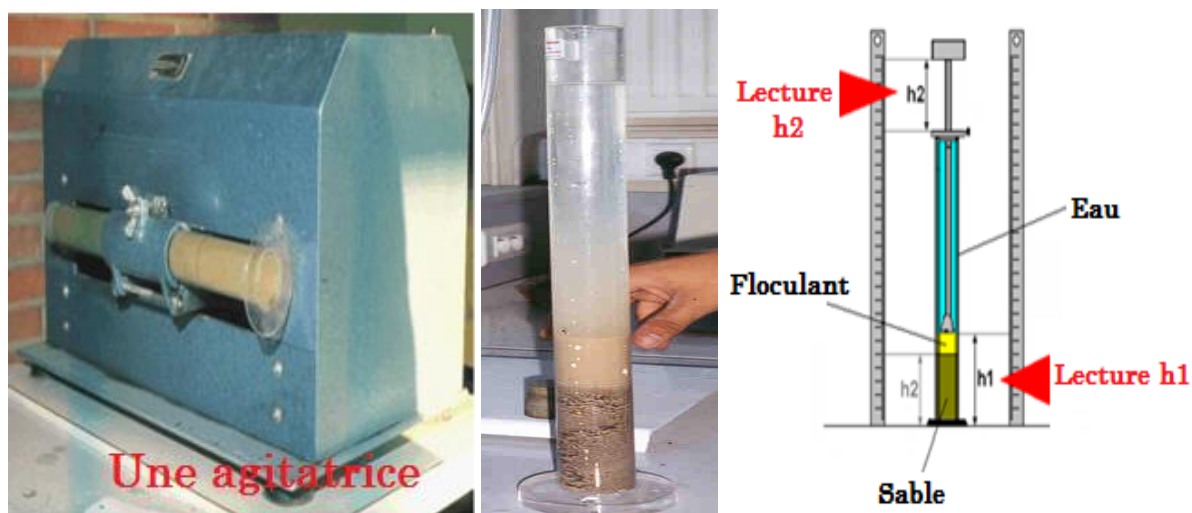 Une agitatrice
Lecture
h2
h2
Eau
Floculant
h2
h1
Lecture h1
Sable